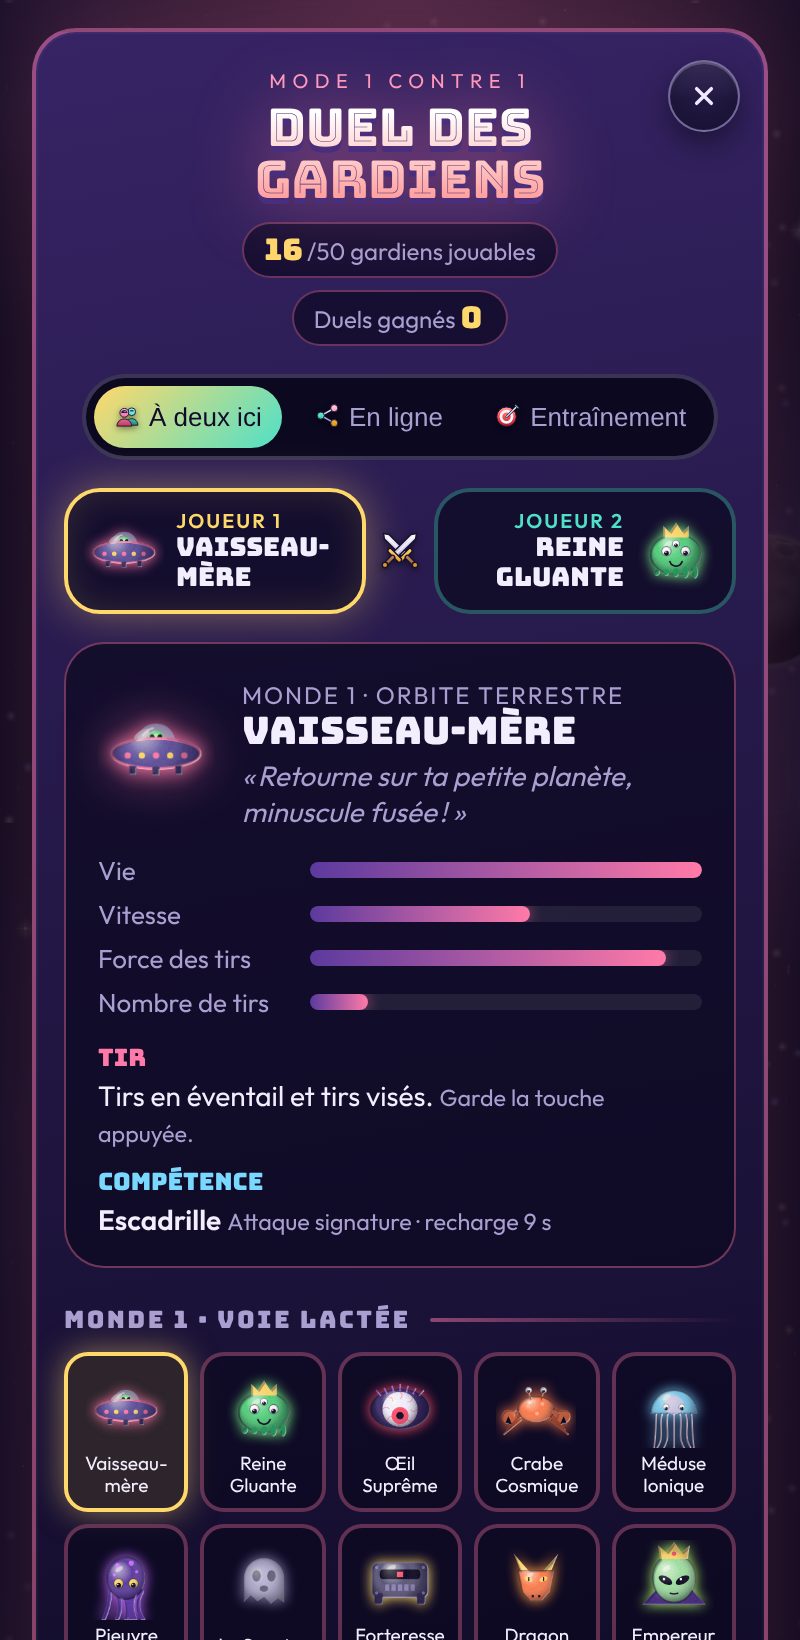 MODE 1 CONTRE 1
DUEL DES
GARDIENS
16 /50 gardiens jouables
Duels gagnés 0
À deux ici
En ligne
Entraînement
JOUEUR 1
VAISSEAU-
MÈRE
JOUEUR 2
REINE
GLUANTE
MONDE 1 · ORBITE TERRESTRE
VAISSEAU-MÈRE
« Retourne sur ta petite planète,
minuscule fusée ! »
Vie
Vitesse
Force des tirs
Nombre de tirs
TIR
Tirs en éventail et tirs visés. Garde la touche
appuyée.
COMPÉTENCE
Escadrille Attaque signature · recharge 9 s
MONDE 1 · VOIE LACTÉE
Vaisseau-
mère
Reine
Gluante
Œil
Suprême
Crabe
Cosmique
Méduse
Ionique
Pieuvre
Forteresse
Dragon
Empereur